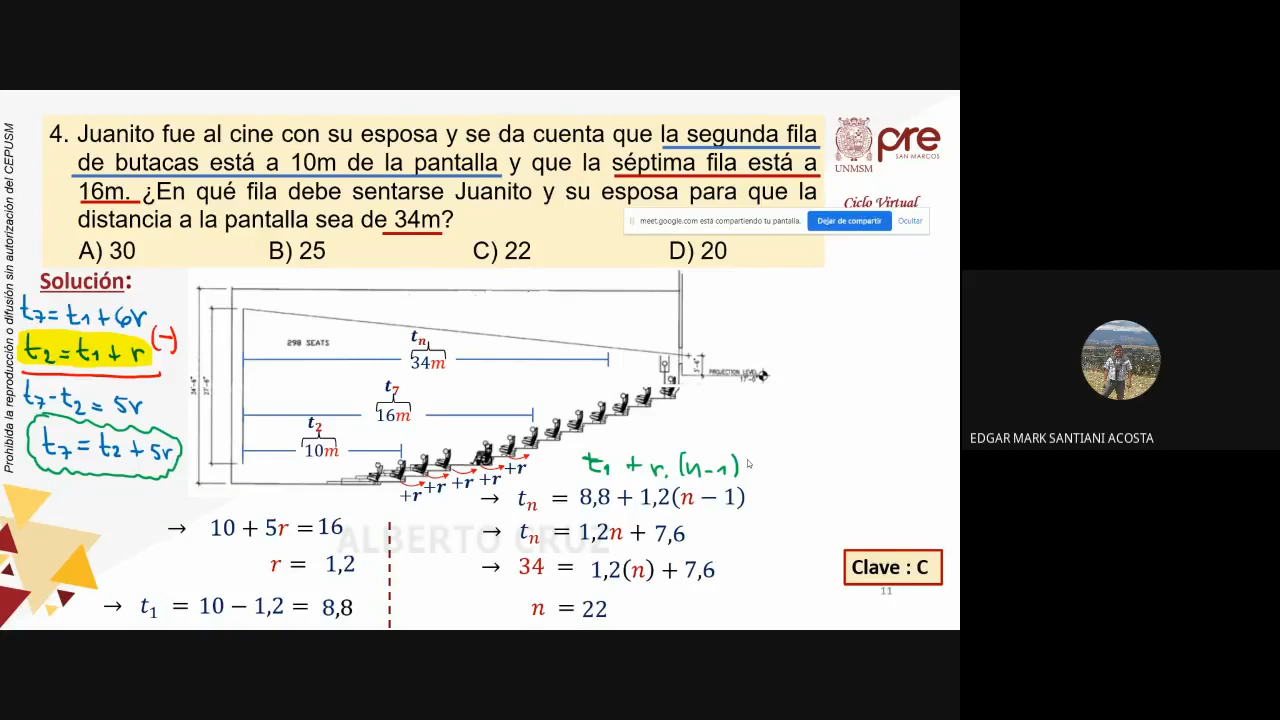 4. Juanito fue al cine con su esposa y se da cuenta que la segunda fila
de butacas está a 10m de la pantalla y que la séptima fila está a
16m. ¿En qué fila debe sentarse Juanito y su esposa para que la
distancia a la pantalla sea de 34m?
A) 30 B) 25 C) 22 D) 20
UNMSM
pre
SAN MARCOS
Ciclo Virtual
meet.google.com está compartiendo tu pantalla. Dejar de compartir Ocultar
Prohibida la reproducción o difusión sin autorización del CEPUSM
Solución:
t7 = t1 + 6r
t2 = t1 + r (-)
t7 - t2 = 5r
t7 = t2 + 5r
298 SEATS
tn
34m
t7
16m
t2
10m
PROJECTION LEVEL
17'-0"
+r +r +r +r +r
t1 + r. (n-1)
→ tn = 8,8 + 1,2(n − 1)
→ tn = 1,2n + 7,6
→ 34 = 1,2(n) + 7,6
n = 22
→ 10 + 5r = 16
r = 1,2
→ t1 = 10 − 1,2 = 8,8
ALBERTO CRUZ
Clave : C
11
EDGAR MARK SANTIANI ACOSTA